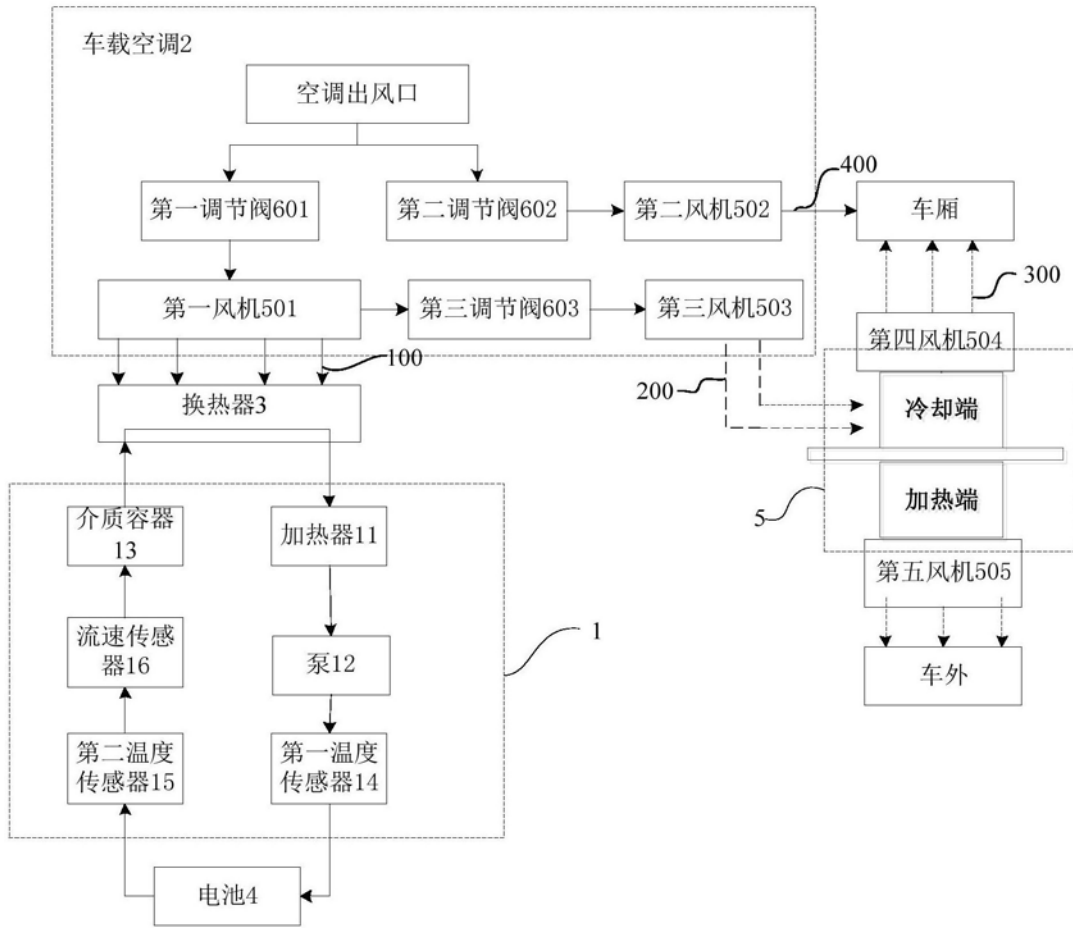 车载空调2
空调出风口
第一调节阀601
第二调节阀602
第二风机502
400
车厢
第一风机501
第三调节阀603
第三风机503
300
第四风机504
100
200
换热器3
冷却端
5
加热端
介质容器
13
加热器11
第五风机505
流速传感
器16
泵12
1
车外
第二温度
传感器15
第一温度
传感器14
电池4